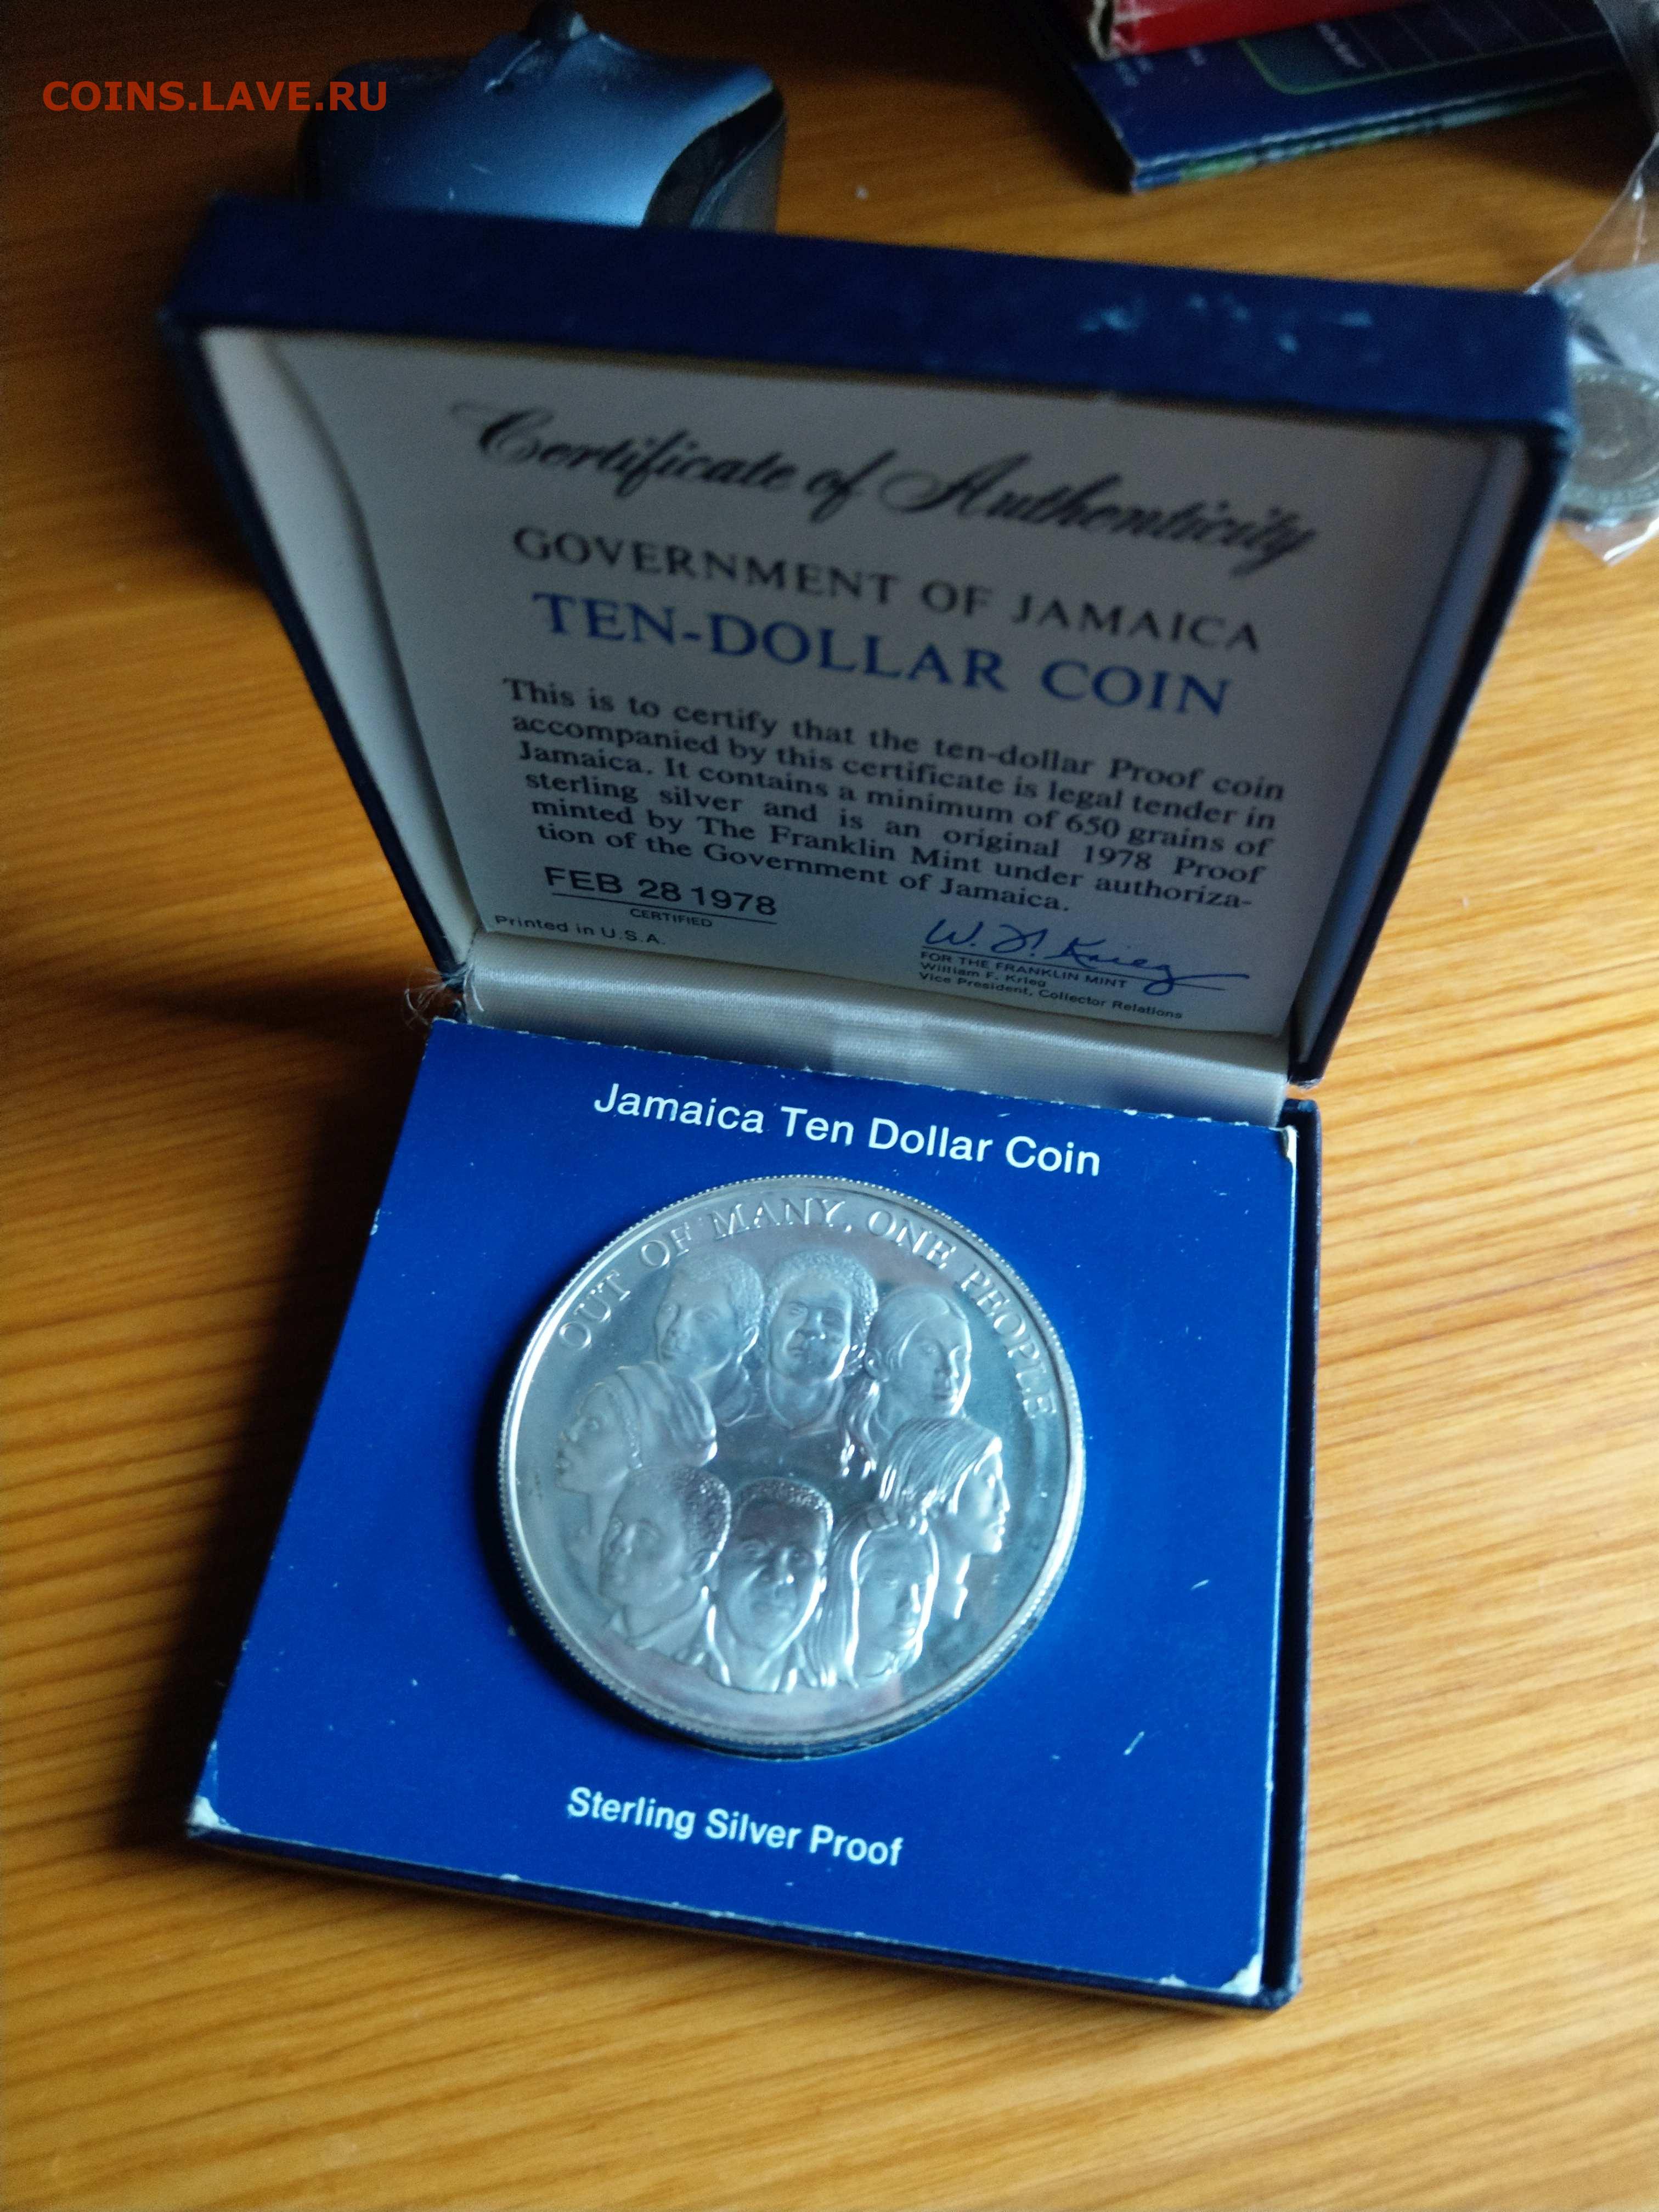 COINS.LAVE.RU
Certificate of Authenticity
GOVERNMENT OF JAMAICA
TEN-DOLLAR COIN
This is to certify that the ten-dollar Proof coin
accompanied by this certificate is legal tender in
Jamaica. It contains a minimum of 650 grains of
sterling silver and is an original 1978 Proof
minted by The Franklin Mint under authoriza-
tion of the Government of Jamaica.
FEB 28 1978
CERTIFIED
Printed in U.S.A.
W. F. Krieg
FOR THE FRANKLIN MINT
William F. Krieg
Vice President, Collector Relations
Jamaica Ten Dollar Coin
OUT OF MANY, ONE PEOPLE
Sterling Silver Proof